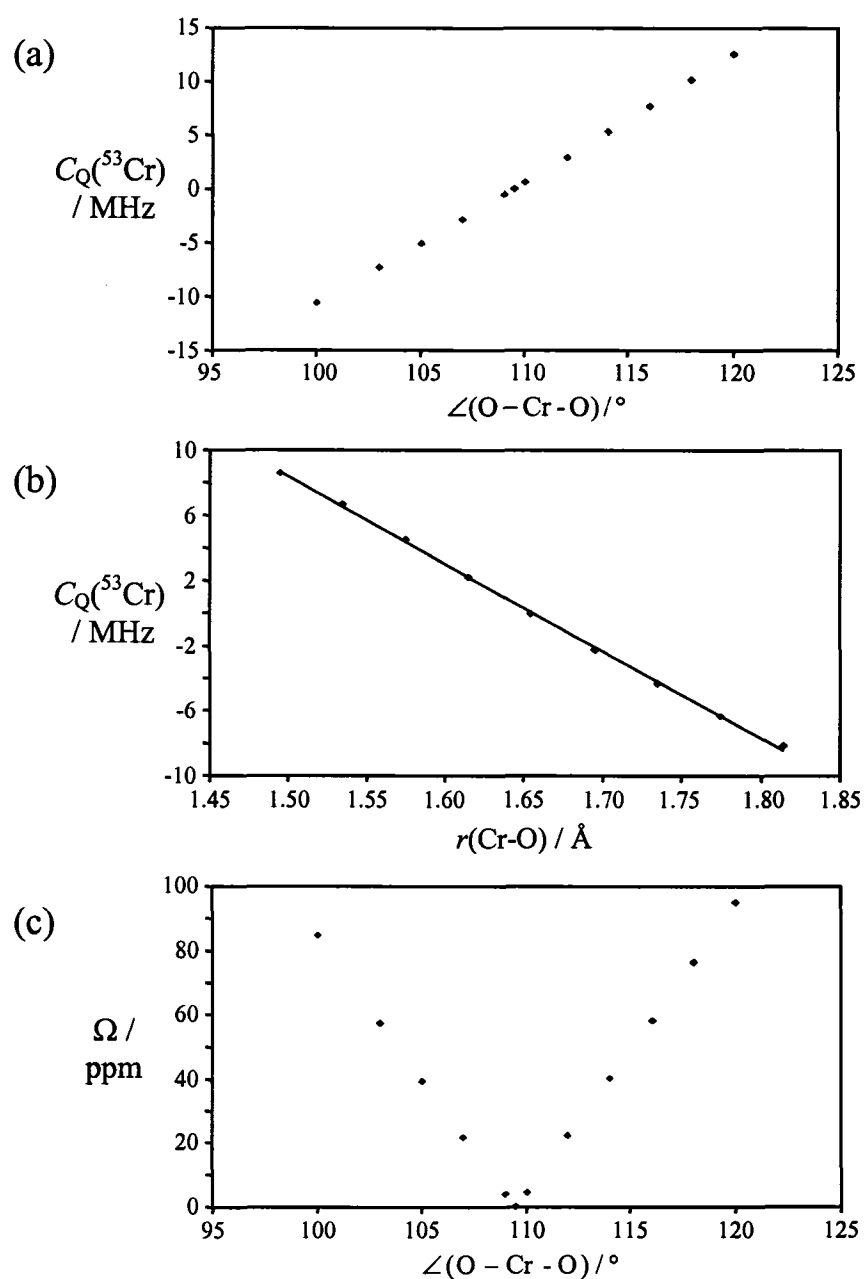 (a)
15
10
5
0
-5
-10
-15
C_Q(⁵³Cr)
/ MHz
95 100 105 110 115 120 125
∠(O – Cr - O) / °
(b)
10
6
2
-2
-6
-10
C_Q(⁵³Cr)
/ MHz
1.45 1.50 1.55 1.60 1.65 1.70 1.75 1.80 1.85
r(Cr-O) / Å
(c)
100
80
60
40
20
0
Ω /
ppm
95 100 105 110 115 120 125
∠(O – Cr - O) / °